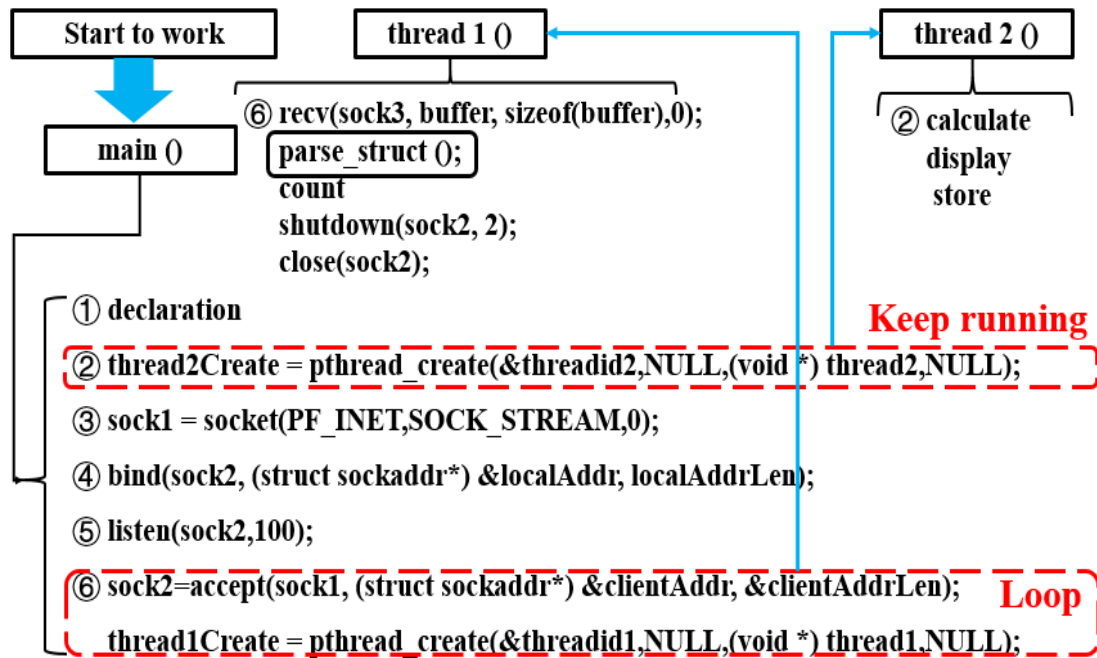 Start to work
thread 1 ()
thread 2 ()
main ()
⑥ recv(sock3, buffer, sizeof(buffer),0);
parse_struct ();
count
shutdown(sock2, 2);
close(sock2);
② calculate
display
store
① declaration
Keep running
② thread2Create = pthread_create(&threadid2,NULL,(void *) thread2,NULL);
③ sock1 = socket(PF_INET,SOCK_STREAM,0);
④ bind(sock2, (struct sockaddr*) &localAddr, localAddrLen);
⑤ listen(sock2,100);
⑥ sock2=accept(sock1, (struct sockaddr*) &clientAddr, &clientAddrLen);
Loop
thread1Create = pthread_create(&threadid1,NULL,(void *) thread1,NULL);